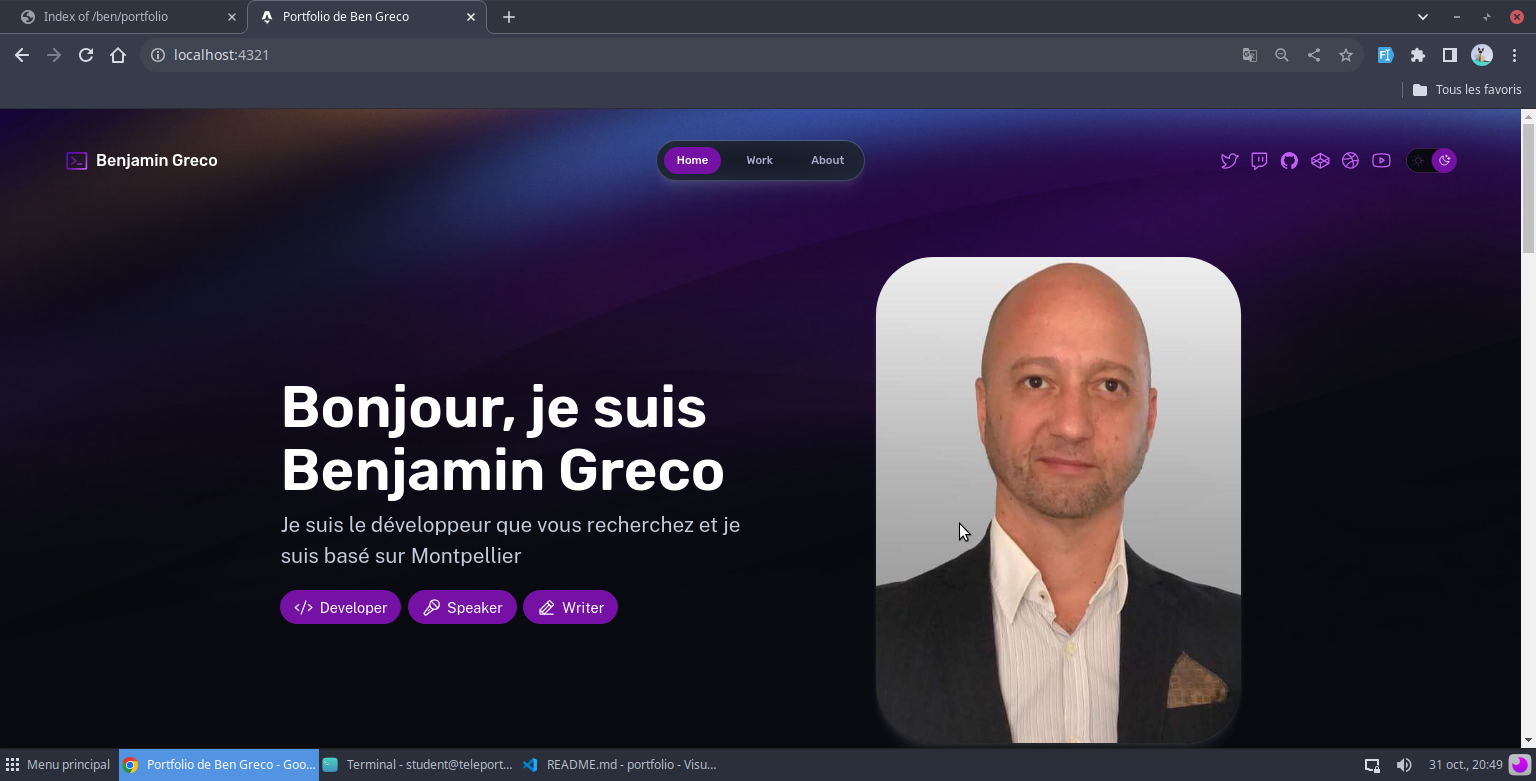 Index of /ben/portfolio
Portfolio de Ben Greco
localhost:4321
Tous les favoris
Benjamin Greco
Home
Work
About
Bonjour, je suis
Benjamin Greco
Je suis le développeur que vous recherchez et je
suis basé sur Montpellier
Developer
Speaker
Writer
Menu principal
Portfolio de Ben Greco - Goo...
Terminal - student@teleport...
README.md - portfolio - Visu...
31 oct., 20:49